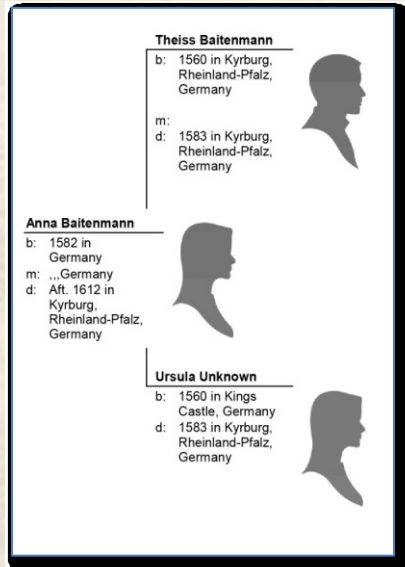 Theiss Baitenmann
b: 1560 in Kyrburg,
Rheinland-Pfalz,
Germany
m:
d: 1583 in Kyrburg,
Rheinland-Pfalz,
Germany
Anna Baitenmann
b: 1582 in
Germany
m: ,,,Germany
d: Aft. 1612 in
Kyrburg,
Rheinland-Pfalz,
Germany
Ursula Unknown
b: 1560 in Kings
Castle, Germany
d: 1583 in Kyrburg,
Rheinland-Pfalz,
Germany